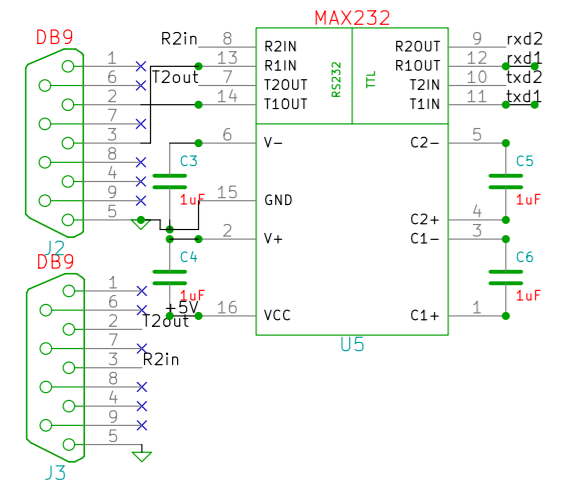 MAX232
DB9
R2in 8 R2IN R2OUT 9 rxd2
1 13 R1IN R1OUT 12 rxd1
6 T2out 7 T2OUT T2IN 10 txd2
2 14 T1OUT T1IN 11 txd1
RS232 TTL
7
3 6 V- C2- 5
8 C3 C5
4
9 1uF 15 GND 1uF
5 C2+ 4
J2 2 V+ C1- 3
DB9 C4 C6
1 1uF 1uF
6 +5V 16 VCC C1+ 1
2 T2out
7 U5
3 R2in
8
4
9
5
J3